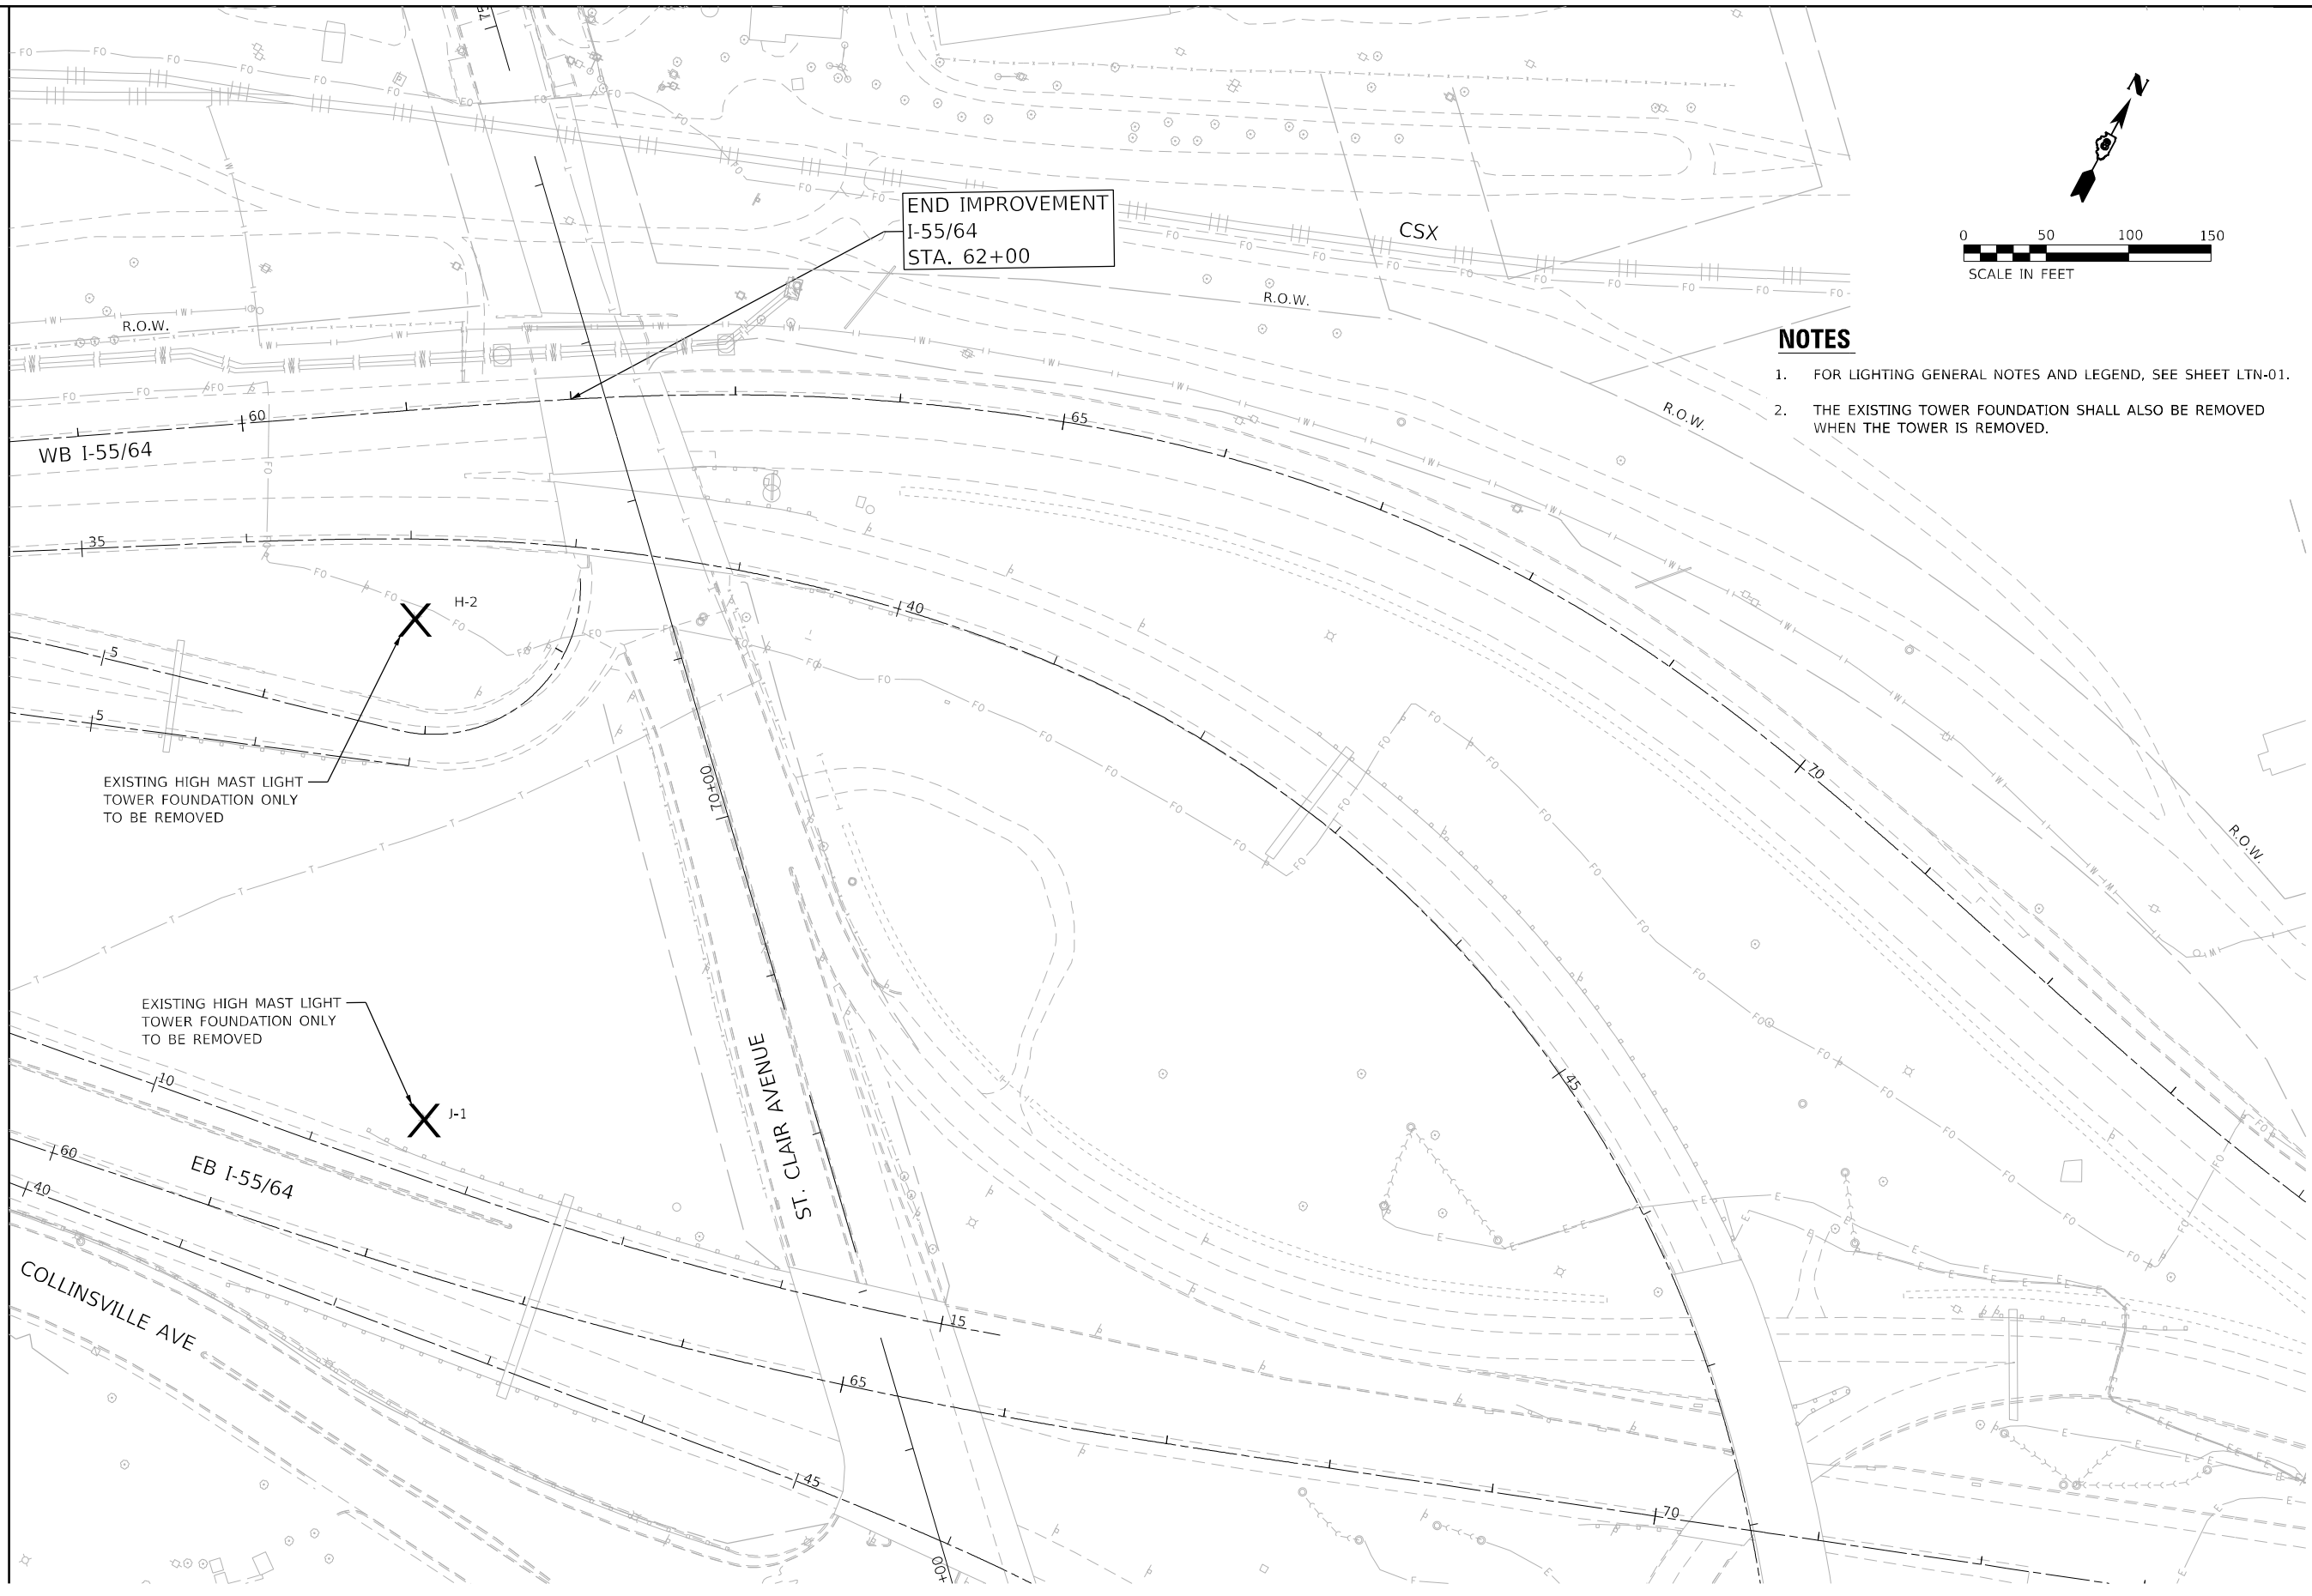 N
0 50 100 150
SCALE IN FEET
END IMPROVEMENT
I-55/64
STA. 62+00
CSX
R.O.W.
R.O.W.
R.O.W.
R.O.W.
NOTES
1. FOR LIGHTING GENERAL NOTES AND LEGEND, SEE SHEET LTN-01.
2. THE EXISTING TOWER FOUNDATION SHALL ALSO BE REMOVED
WHEN THE TOWER IS REMOVED.
60
65
70
WB I-55/64
35
40
45
H-2
5
5
EXISTING HIGH MAST LIGHT
TOWER FOUNDATION ONLY
TO BE REMOVED
70+00
EXISTING HIGH MAST LIGHT
TOWER FOUNDATION ONLY
TO BE REMOVED
J-1
10
15
ST. CLAIR AVENUE
60
65
70
EB I-55/64
40
45
COLLINSVILLE AVE
+00